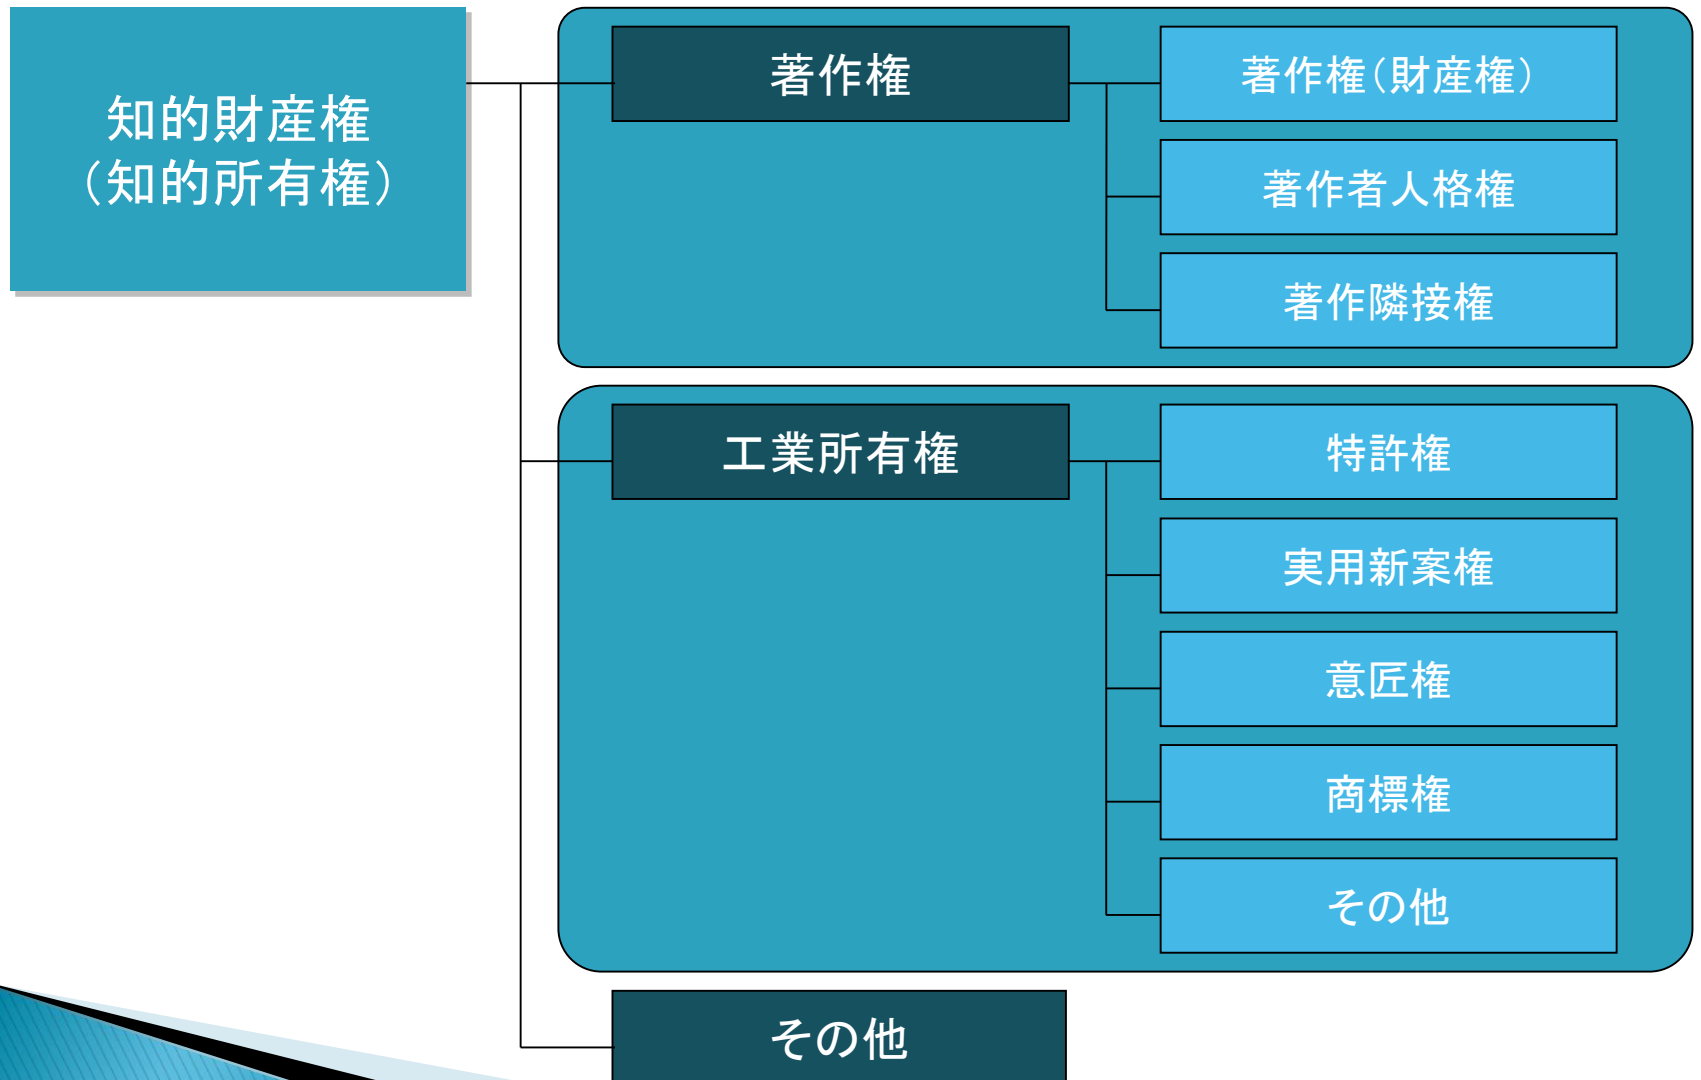 知的財産権
（知的所有権）
著作権
著作権（財産権）
著作者人格権
著作隣接権
工業所有権
特許権
実用新案権
意匠権
商標権
その他
その他